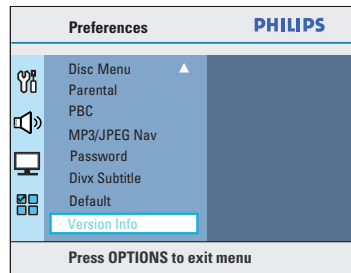 Preferences
PHILIPS
Disc Menu
Parental
PBC
MP3/JPEG Nav
Password
Divx Subtitle
Default
Version Info
Press OPTIONS to exit menu